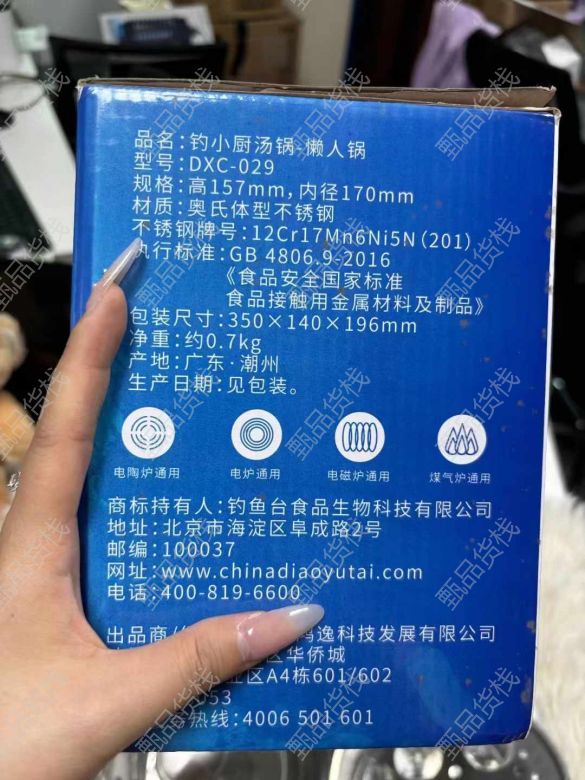 品名:钓小厨汤锅-懒人锅
型号:DXC-029
规格:高157mm,内径170mm
材质:奥氏体型不锈钢
不锈钢牌号:12Cr17Mn6Ni5N(201)
执行标准:GB 4806.9-2016
《食品安全国家标准
食品接触用金属材料及制品》
包装尺寸:350×140×196mm
净重:约0.7kg
产地:广东·潮州
生产日期:见包装。
电陶炉通用 电炉通用 电磁炉通用 煤气炉通用
商标持有人:钓鱼台食品生物科技有限公司
地址:北京市海淀区阜成路2号
邮编:100037
网址:www.chinadiaoyutai.com
电话:400-819-6600
出品商/ 鸿逸科技发展有限公司
区华侨城
区A4栋601/602
53
热线:4006 501 601
甄品货栈